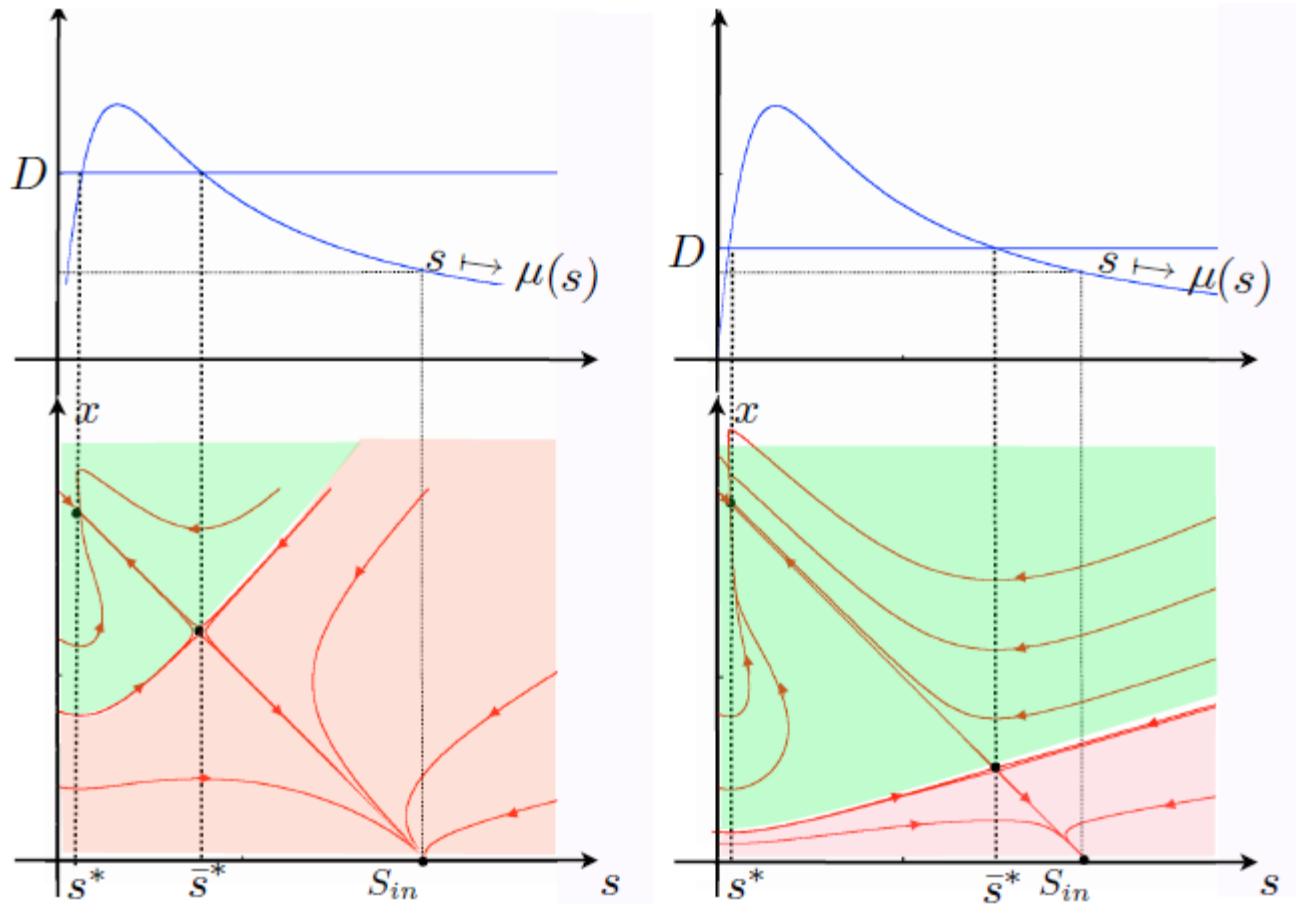 D
s ↦ μ(s)
x
s* s̄* S_in s
D
s ↦ μ(s)
x
s* s̄* S_in s